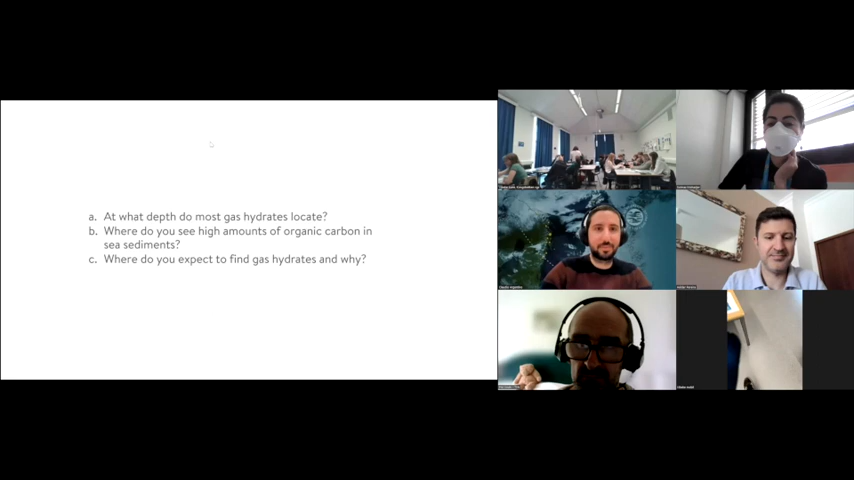 a. At what depth do most gas hydrates locate?
b. Where do you see high amounts of organic carbon in
sea sediments?
c. Where do you expect to find gas hydrates and why?